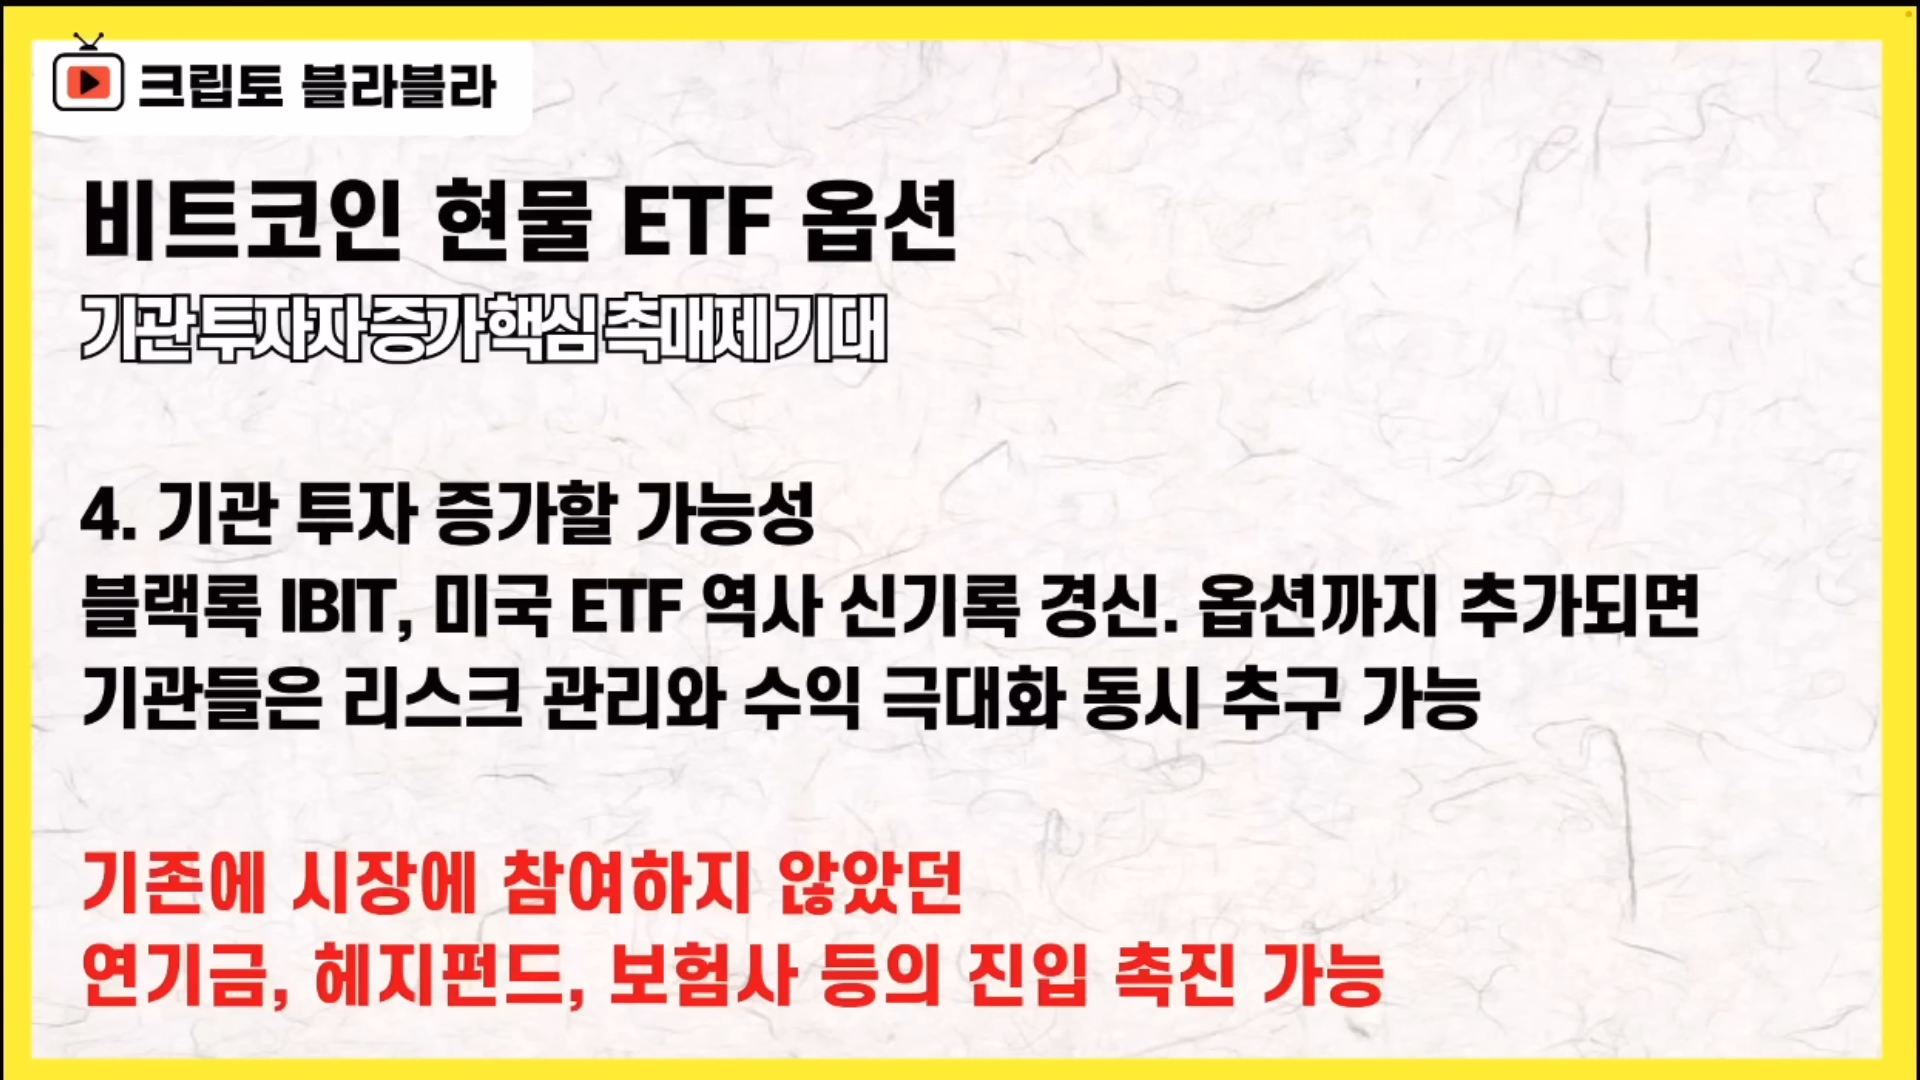 크립토 블라블라
비트코인 현물 ETF 옵션
기관 투자자 증가 핵심 촉매제 기대
4. 기관 투자 증가할 가능성
블랙록 IBIT, 미국 ETF 역사 신기록 경신. 옵션까지 추가되면
기관들은 리스크 관리와 수익 극대화 동시 추구 가능
기존에 시장에 참여하지 않았던
연기금, 헤지펀드, 보험사 등의 진입 촉진 가능